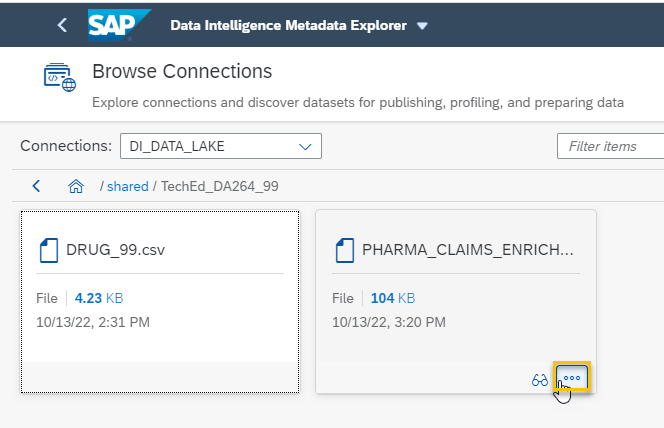 SAP Data Intelligence Metadata Explorer
Browse Connections
Explore connections and discover datasets for publishing, profiling, and preparing data
Connections: DI_DATA_LAKE Filter items
/ shared / TechEd_DA264_99
DRUG_99.csv
File 4.23 KB
10/13/22, 2:31 PM
PHARMA_CLAIMS_ENRICH...
File 104 KB
10/13/22, 3:20 PM